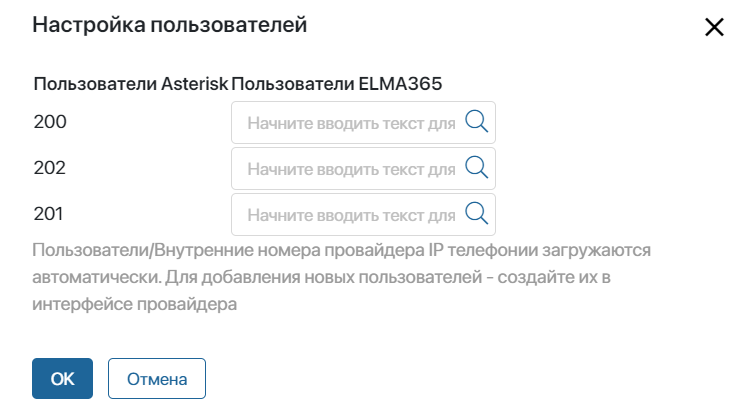 Настройка пользователей
Пользователи Asterisk Пользователи ELMA365
200 Начните вводить текст для
202 Начните вводить текст для
201 Начните вводить текст для
Пользователи/Внутренние номера провайдера IP телефонии загружаются
автоматически. Для добавления новых пользователей - создайте их в
интерфейсе провайдера
ОК Отмена